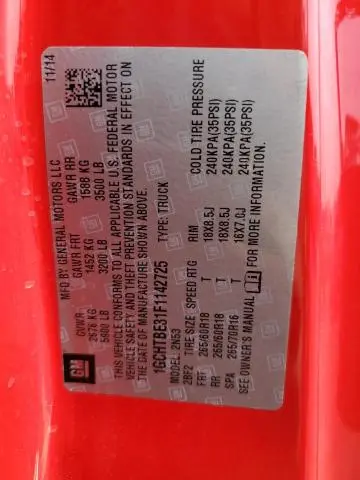 MFD BY GENERAL MOTORS LLC 11/14
GVWR GAWR FRT GAWR RR
2676 KG 1452 KG 1588 KG
5900 LB 3200 LB 3500 LB
THIS VEHICLE CONFORMS TO ALL APPLICABLE U.S. FEDERAL MOTOR
VEHICLE SAFETY AND THEFT PREVENTION STANDARDS IN EFFECT ON
THE DATE OF MANUFACTURE SHOWN ABOVE.
1GCHTBE31F1142725 TYPE: TRUCK
MODEL: 2N53
2BF2 TIRE SIZE SPEED RTG RIM COLD TIRE PRESSURE
FRT 265/60R18 T 18X8.5J 240KPA(35PSI)
RR 265/60R18 T 18X8.5J 240KPA(35PSI)
SPA 265/70R16 T 16X7.0J 240KPA(35PSI)
SEE OWNER'S MANUAL FOR MORE INFORMATION.
GM